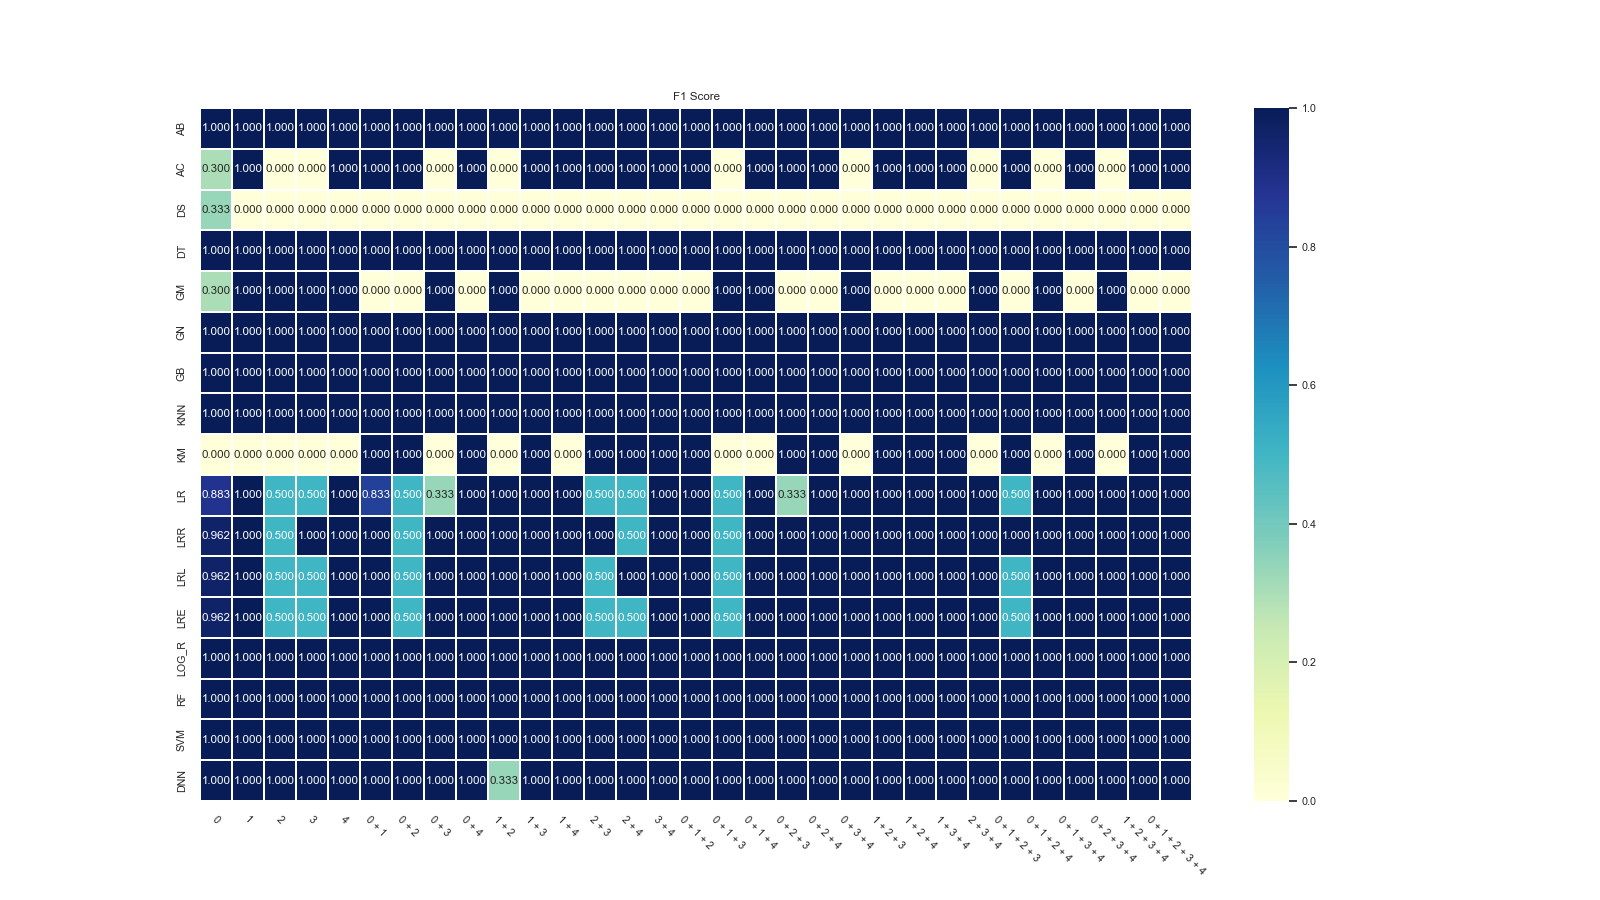 F1 Score
AB 1.000 1.000 1.000 1.000 1.000 1.000 1.000 1.000 1.000 1.000 1.000 1.000 1.000 1.000 1.000 1.000 1.000 1.000 1.000 1.000 1.000 1.000 1.000 1.000 1.000 1.000 1.000 1.000 1.000 1.000 1.000
AC 0.300 1.000 0.000 0.000 1.000 1.000 1.000 0.000 1.000 0.000 1.000 1.000 1.000 1.000 1.000 1.000 0.000 1.000 1.000 1.000 0.000 1.000 1.000 1.000 0.000 1.000 0.000 1.000 0.000 1.000 1.000
DS 0.333 0.000 0.000 0.000 0.000 0.000 0.000 0.000 0.000 0.000 0.000 0.000 0.000 0.000 0.000 0.000 0.000 0.000 0.000 0.000 0.000 0.000 0.000 0.000 0.000 0.000 0.000 0.000 0.000 0.000 0.000
DT 1.000 1.000 1.000 1.000 1.000 1.000 1.000 1.000 1.000 1.000 1.000 1.000 1.000 1.000 1.000 1.000 1.000 1.000 1.000 1.000 1.000 1.000 1.000 1.000 1.000 1.000 1.000 1.000 1.000 1.000 1.000
GM 0.300 1.000 1.000 1.000 1.000 0.000 0.000 1.000 0.000 1.000 0.000 0.000 0.000 0.000 0.000 0.000 1.000 1.000 0.000 0.000 1.000 0.000 0.000 0.000 1.000 0.000 1.000 0.000 1.000 0.000 0.000
GN 1.000 1.000 1.000 1.000 1.000 1.000 1.000 1.000 1.000 1.000 1.000 1.000 1.000 1.000 1.000 1.000 1.000 1.000 1.000 1.000 1.000 1.000 1.000 1.000 1.000 1.000 1.000 1.000 1.000 1.000 1.000
GB 1.000 1.000 1.000 1.000 1.000 1.000 1.000 1.000 1.000 1.000 1.000 1.000 1.000 1.000 1.000 1.000 1.000 1.000 1.000 1.000 1.000 1.000 1.000 1.000 1.000 1.000 1.000 1.000 1.000 1.000 1.000
KNN 1.000 1.000 1.000 1.000 1.000 1.000 1.000 1.000 1.000 1.000 1.000 1.000 1.000 1.000 1.000 1.000 1.000 1.000 1.000 1.000 1.000 1.000 1.000 1.000 1.000 1.000 1.000 1.000 1.000 1.000 1.000
KM 0.000 0.000 0.000 0.000 0.000 1.000 1.000 0.000 1.000 0.000 1.000 0.000 1.000 1.000 1.000 1.000 0.000 0.000 1.000 1.000 0.000 1.000 1.000 1.000 0.000 1.000 0.000 1.000 0.000 1.000 1.000
LR 0.883 1.000 0.500 0.500 1.000 0.833 0.500 0.333 1.000 1.000 1.000 1.000 0.500 0.500 1.000 1.000 0.500 1.000 0.333 1.000 1.000 1.000 1.000 1.000 1.000 0.500 1.000 1.000 1.000 1.000 1.000
LRR 0.962 1.000 0.500 1.000 1.000 1.000 0.500 1.000 1.000 1.000 1.000 1.000 1.000 0.500 1.000 1.000 0.500 1.000 1.000 1.000 1.000 1.000 1.000 1.000 1.000 1.000 1.000 1.000 1.000 1.000 1.000
LRL 0.962 1.000 0.500 0.500 1.000 1.000 0.500 1.000 1.000 1.000 1.000 1.000 0.500 1.000 1.000 1.000 0.500 1.000 1.000 1.000 1.000 1.000 1.000 1.000 1.000 0.500 1.000 1.000 1.000 1.000 1.000
LRE 0.962 1.000 0.500 0.500 1.000 1.000 0.500 1.000 1.000 1.000 1.000 1.000 0.500 0.500 1.000 1.000 0.500 1.000 1.000 1.000 1.000 1.000 1.000 1.000 1.000 0.500 1.000 1.000 1.000 1.000 1.000
LOG_R 1.000 1.000 1.000 1.000 1.000 1.000 1.000 1.000 1.000 1.000 1.000 1.000 1.000 1.000 1.000 1.000 1.000 1.000 1.000 1.000 1.000 1.000 1.000 1.000 1.000 1.000 1.000 1.000 1.000 1.000 1.000
RF 1.000 1.000 1.000 1.000 1.000 1.000 1.000 1.000 1.000 1.000 1.000 1.000 1.000 1.000 1.000 1.000 1.000 1.000 1.000 1.000 1.000 1.000 1.000 1.000 1.000 1.000 1.000 1.000 1.000 1.000 1.000
SVM 1.000 1.000 1.000 1.000 1.000 1.000 1.000 1.000 1.000 1.000 1.000 1.000 1.000 1.000 1.000 1.000 1.000 1.000 1.000 1.000 1.000 1.000 1.000 1.000 1.000 1.000 1.000 1.000 1.000 1.000 1.000
DNN 1.000 1.000 1.000 1.000 1.000 1.000 1.000 1.000 1.000 0.333 1.000 1.000 1.000 1.000 1.000 1.000 1.000 1.000 1.000 1.000 1.000 1.000 1.000 1.000 1.000 1.000 1.000 1.000 1.000 1.000 1.000
0
1
2
3
4
0 + 1
0 + 2
0 + 3
0 + 4
1 + 2
1 + 3
1 + 4
2 + 3
2 + 4
3 + 4
0 + 1 + 2
0 + 1 + 3
0 + 1 + 4
0 + 2 + 3
0 + 2 + 4
0 + 3 + 4
1 + 2 + 3
1 + 2 + 4
1 + 3 + 4
2 + 3 + 4
0 + 1 + 2 + 3
0 + 1 + 2 + 4
0 + 1 + 3 + 4
0 + 2 + 3 + 4
1 + 2 + 3 + 4
0 + 1 + 2 + 3 + 4
1.0
0.8
0.6
0.4
0.2
0.0